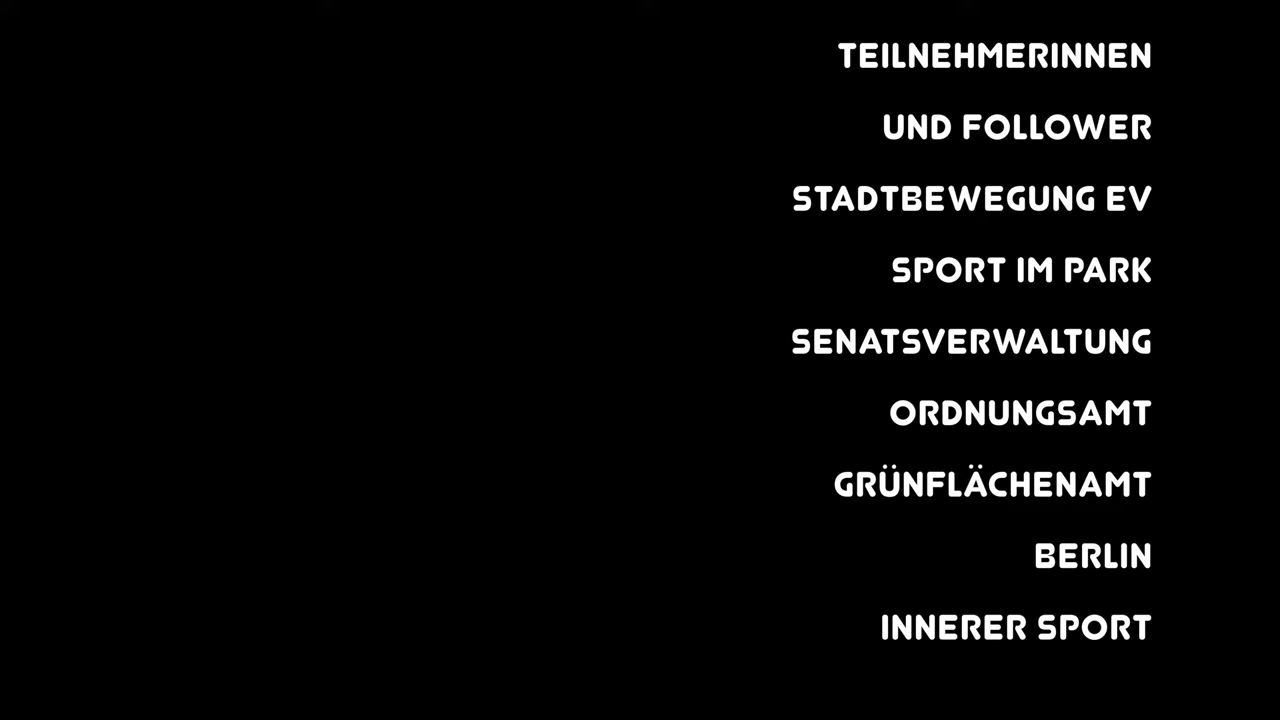 TEILNEHMERINNEN
UND FOLLOWER
STADTBEWEGUNG EV
SPORT IM PARK
SENATSVERWALTUNG
ORDNUNGSAMT
GRÜNFLÄCHENAMT
BERLIN
INNERER SPORT